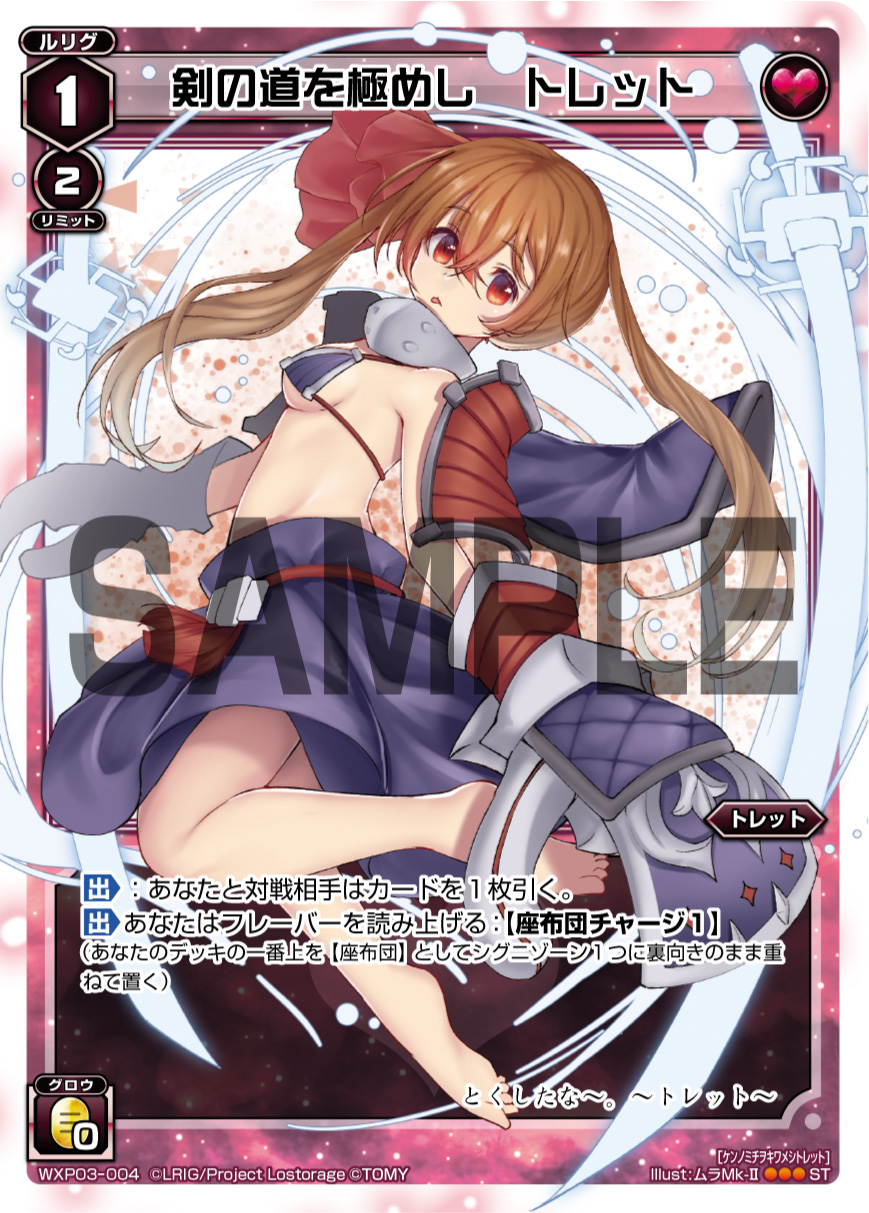 ルリグ
1
剣の道を極めし　トレット
2
リミット
SAMPLE
トレット
出：あなたと対戦相手はカードを１枚引く。
出あなたはフレーバーを読み上げる：【座布団チャージ１】
（あなたのデッキの一番上を【座布団】としてシグニゾーン１つに裏向きのまま重
ねて置く）
とくしたな～。～トレット～
グロウ
0
［ケンノミチヲキワメシトレット］
WXP03-004 ©LRIG/Project Lostorage ©TOMY Illust:ムラMk-Ⅱ ST